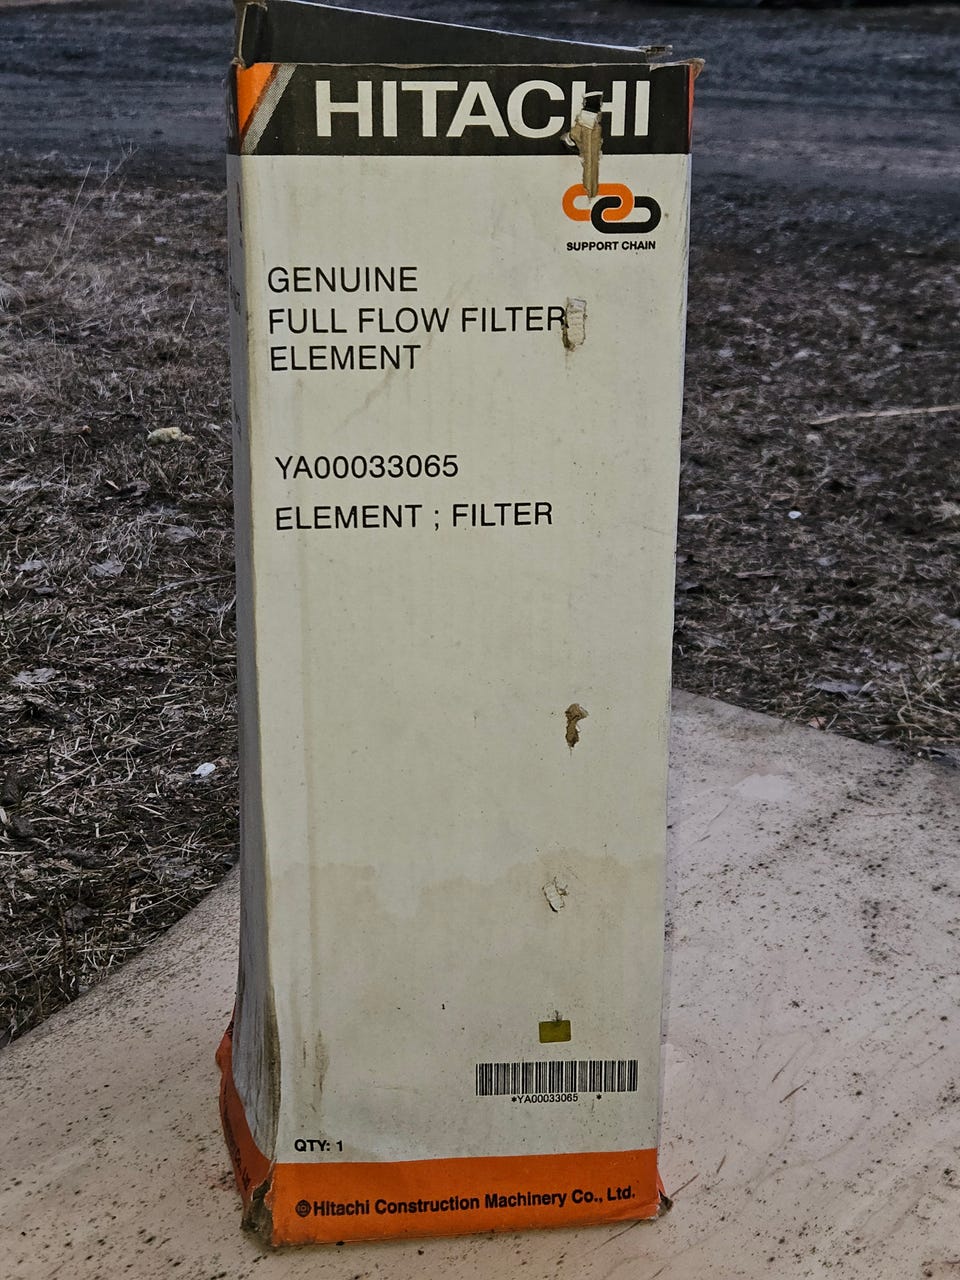 HITACHI
SUPPORT CHAIN
GENUINE
FULL FLOW FILTER
ELEMENT
YA00033065
ELEMENT ; FILTER
*YA00033065 *
QTY: 1
Hitachi Construction Machinery Co., Ltd.